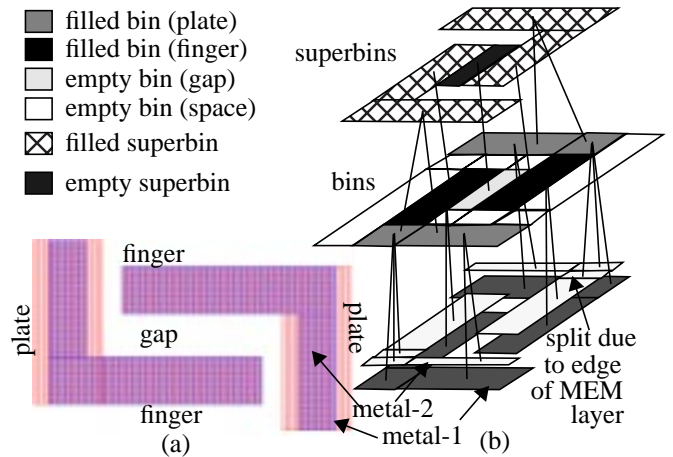 filled bin (plate)
filled bin (finger)
empty bin (gap)
empty bin (space)
filled superbin
empty superbin
superbins
bins
finger
plate
gap
plate
finger
(a)
split due
to edge
of MEM
layer
metal-2
metal-1
(b)